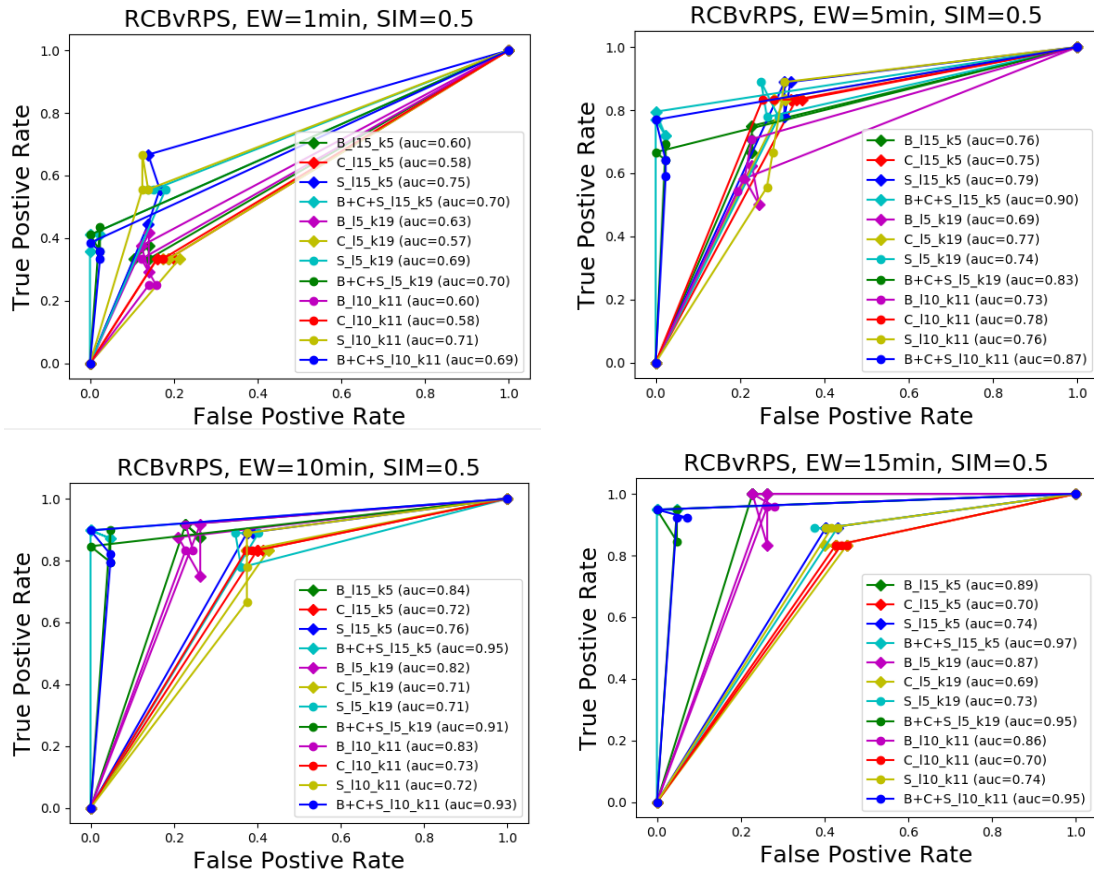 RCBvRPS, EW=1min, SIM=0.5
True Postive Rate
1.0
0.8
0.6
0.4
0.2
0.0
B_l15_k5 (auc=0.60)
C_l15_k5 (auc=0.58)
S_l15_k5 (auc=0.75)
B+C+S_l15_k5 (auc=0.70)
B_l5_k19 (auc=0.63)
C_l5_k19 (auc=0.57)
S_l5_k19 (auc=0.69)
B+C+S_l5_k19 (auc=0.70)
B_l10_k11 (auc=0.60)
C_l10_k11 (auc=0.58)
S_l10_k11 (auc=0.71)
B+C+S_l10_k11 (auc=0.69)
0.0 0.2 0.4 0.6 0.8 1.0
False Postive Rate
RCBvRPS, EW=5min, SIM=0.5
True Postive Rate
1.0
0.8
0.6
0.4
0.2
0.0
B_l15_k5 (auc=0.76)
C_l15_k5 (auc=0.75)
S_l15_k5 (auc=0.79)
B+C+S_l15_k5 (auc=0.90)
B_l5_k19 (auc=0.69)
C_l5_k19 (auc=0.77)
S_l5_k19 (auc=0.74)
B+C+S_l5_k19 (auc=0.83)
B_l10_k11 (auc=0.73)
C_l10_k11 (auc=0.78)
S_l10_k11 (auc=0.76)
B+C+S_l10_k11 (auc=0.87)
0.0 0.2 0.4 0.6 0.8 1.0
False Postive Rate
RCBvRPS, EW=10min, SIM=0.5
True Postive Rate
1.0
0.8
0.6
0.4
0.2
0.0
B_l15_k5 (auc=0.84)
C_l15_k5 (auc=0.72)
S_l15_k5 (auc=0.76)
B+C+S_l15_k5 (auc=0.95)
B_l5_k19 (auc=0.82)
C_l5_k19 (auc=0.71)
S_l5_k19 (auc=0.71)
B+C+S_l5_k19 (auc=0.91)
B_l10_k11 (auc=0.83)
C_l10_k11 (auc=0.73)
S_l10_k11 (auc=0.72)
B+C+S_l10_k11 (auc=0.93)
0.0 0.2 0.4 0.6 0.8 1.0
False Postive Rate
RCBvRPS, EW=15min, SIM=0.5
True Postive Rate
1.0
0.8
0.6
0.4
0.2
0.0
B_l15_k5 (auc=0.89)
C_l15_k5 (auc=0.70)
S_l15_k5 (auc=0.74)
B+C+S_l15_k5 (auc=0.97)
B_l5_k19 (auc=0.87)
C_l5_k19 (auc=0.69)
S_l5_k19 (auc=0.73)
B+C+S_l5_k19 (auc=0.95)
B_l10_k11 (auc=0.86)
C_l10_k11 (auc=0.70)
S_l10_k11 (auc=0.74)
B+C+S_l10_k11 (auc=0.95)
0.0 0.2 0.4 0.6 0.8 1.0
False Postive Rate